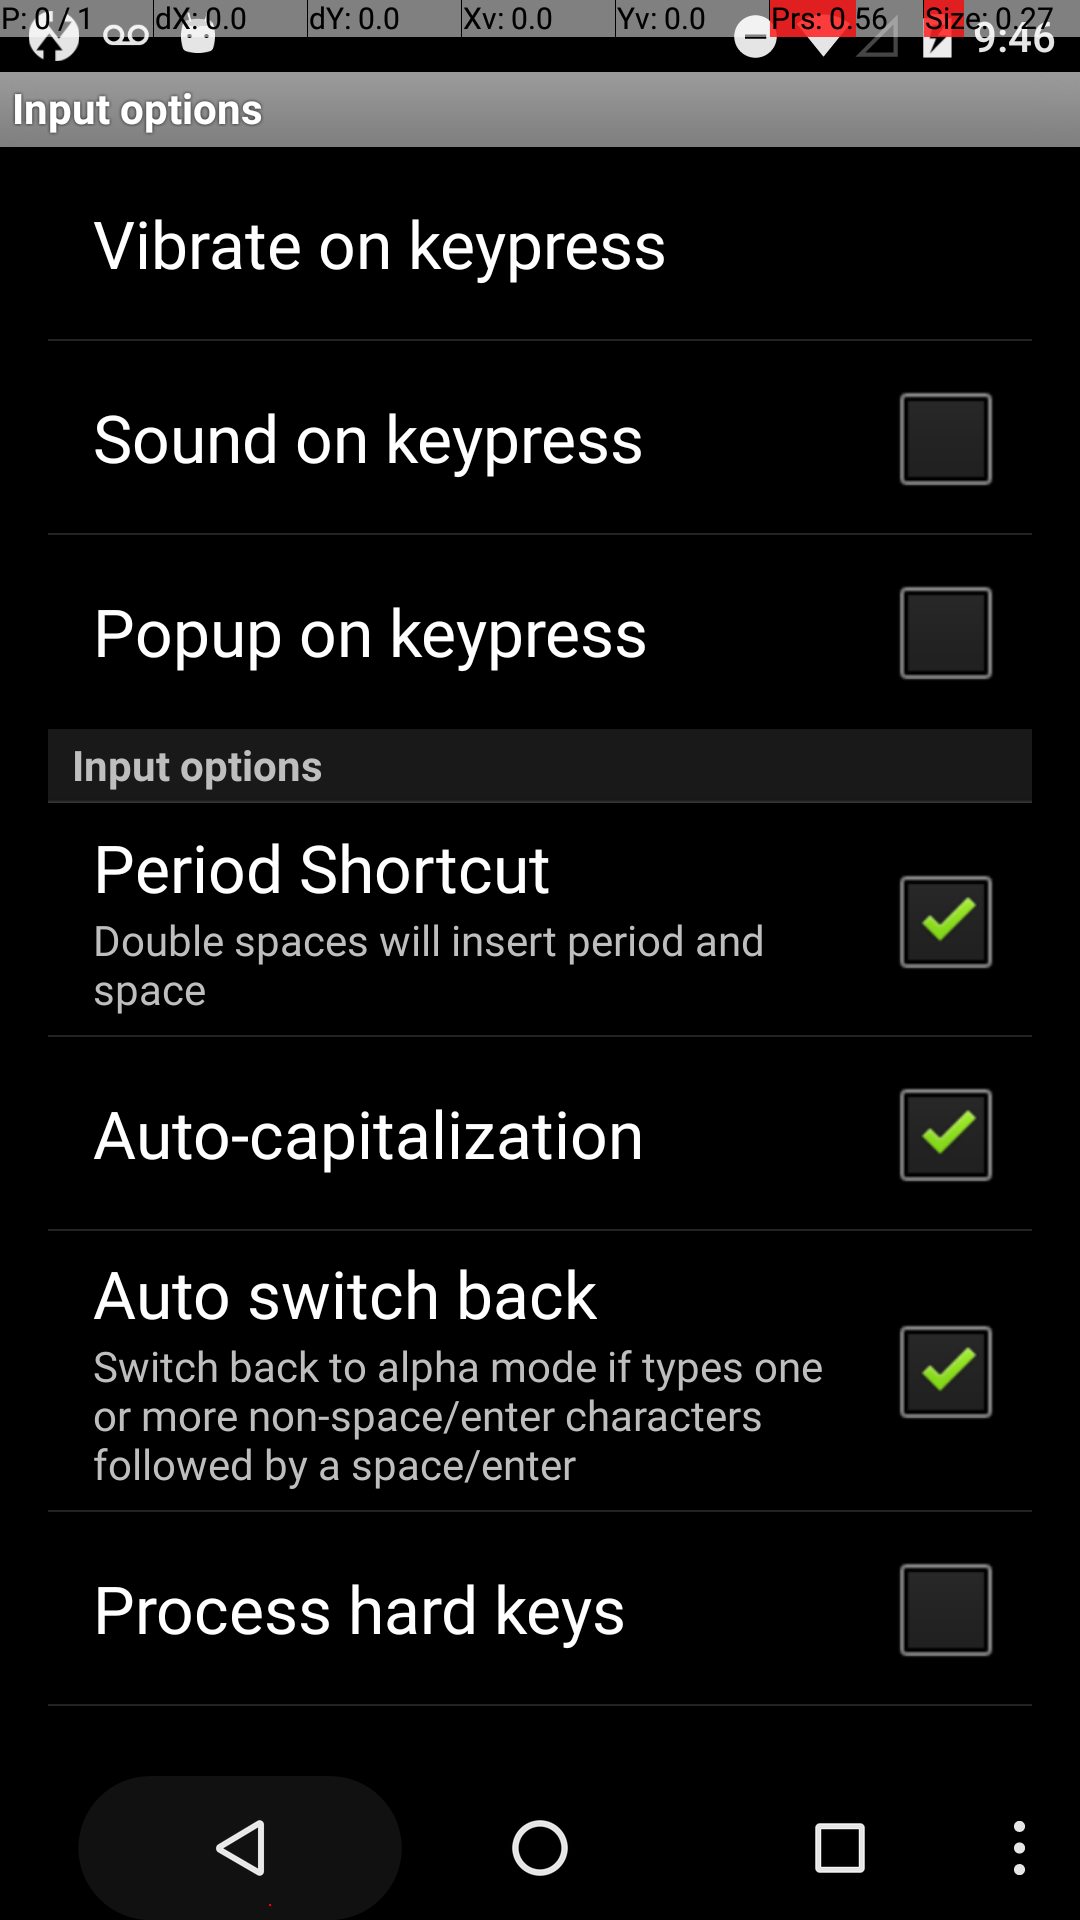 P: 0 / 1 dX: 0.0 dY: 0.0 Xv: 0.0 Yv: 0.0 Prs: 0.56 Size: 0.27
9:46
Input options
Vibrate on keypress
Sound on keypress
Popup on keypress
Input options
Period Shortcut
Double spaces will insert period and
space
Auto-capitalization
Auto switch back
Switch back to alpha mode if types one
or more non-space/enter characters
followed by a space/enter
Process hard keys